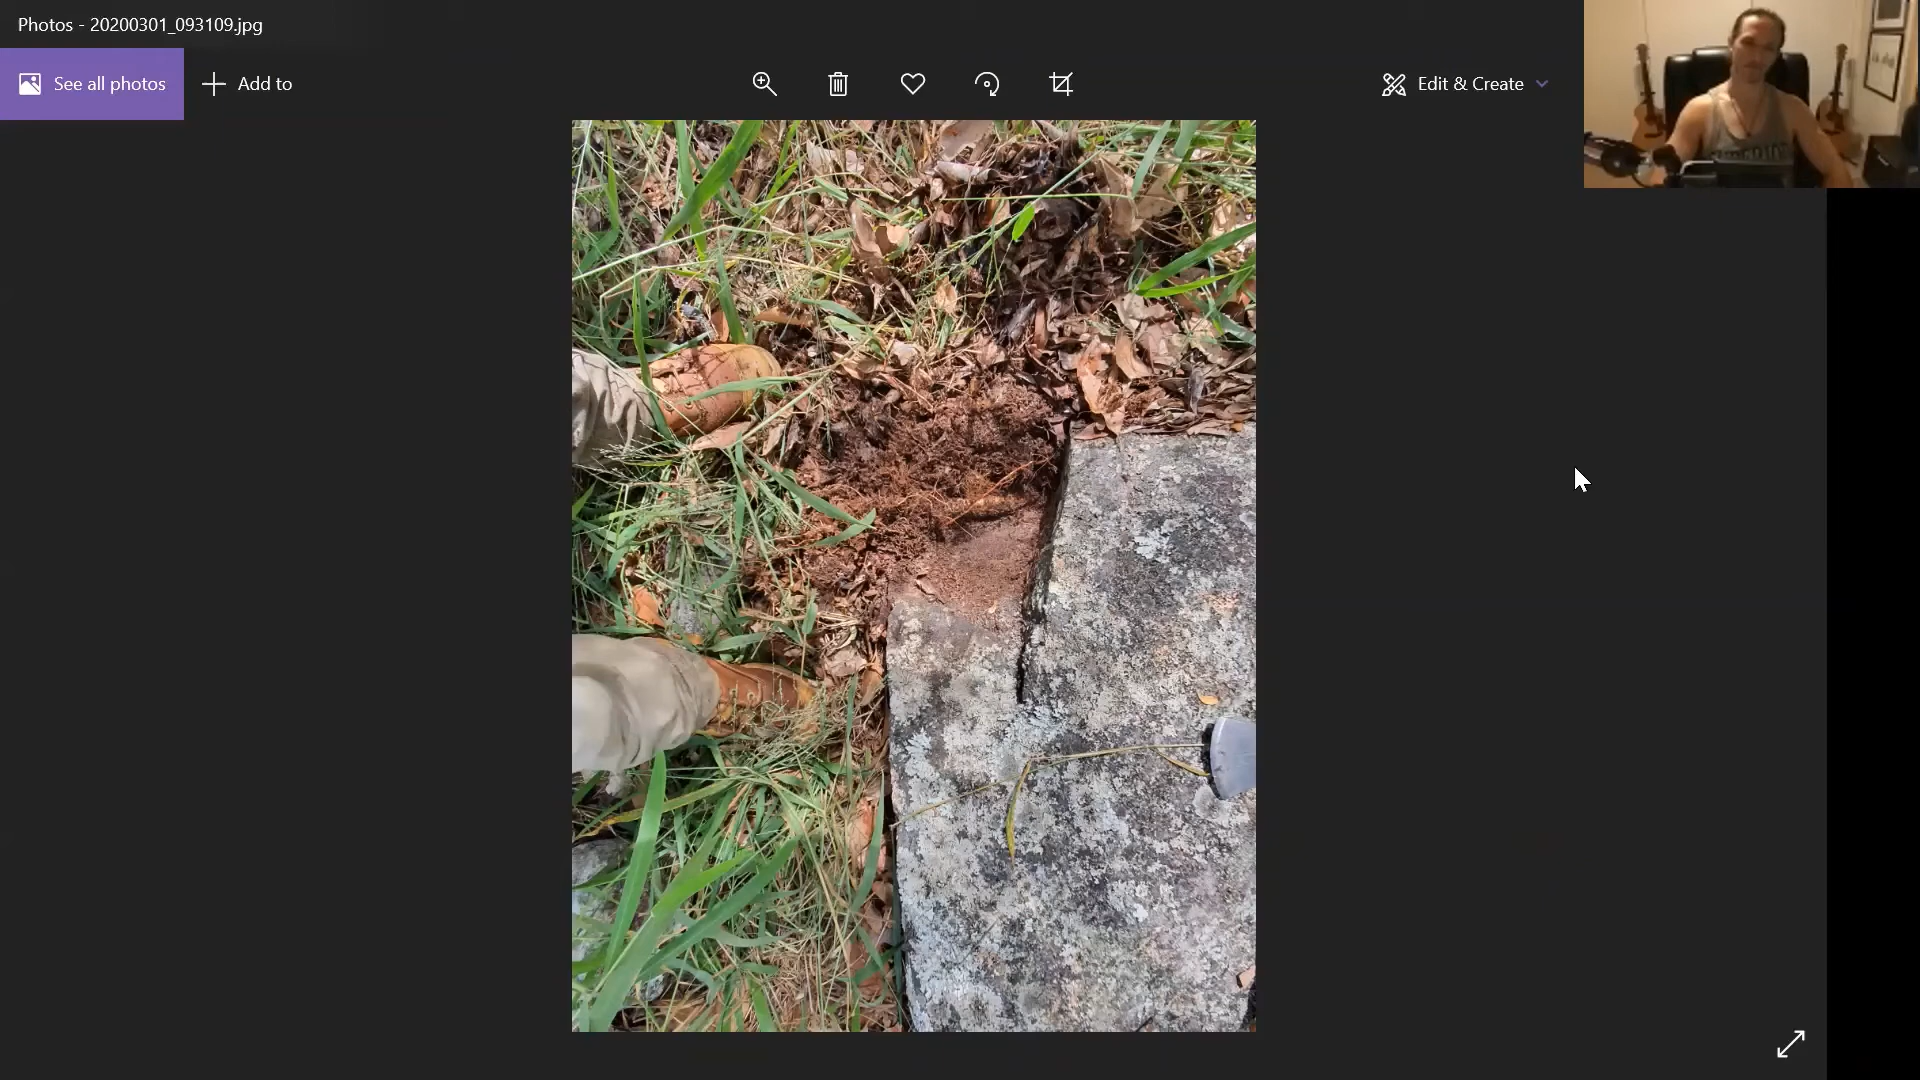 Photos - 20200301_093109.jpg
See all photos
Add to
Edit & Create